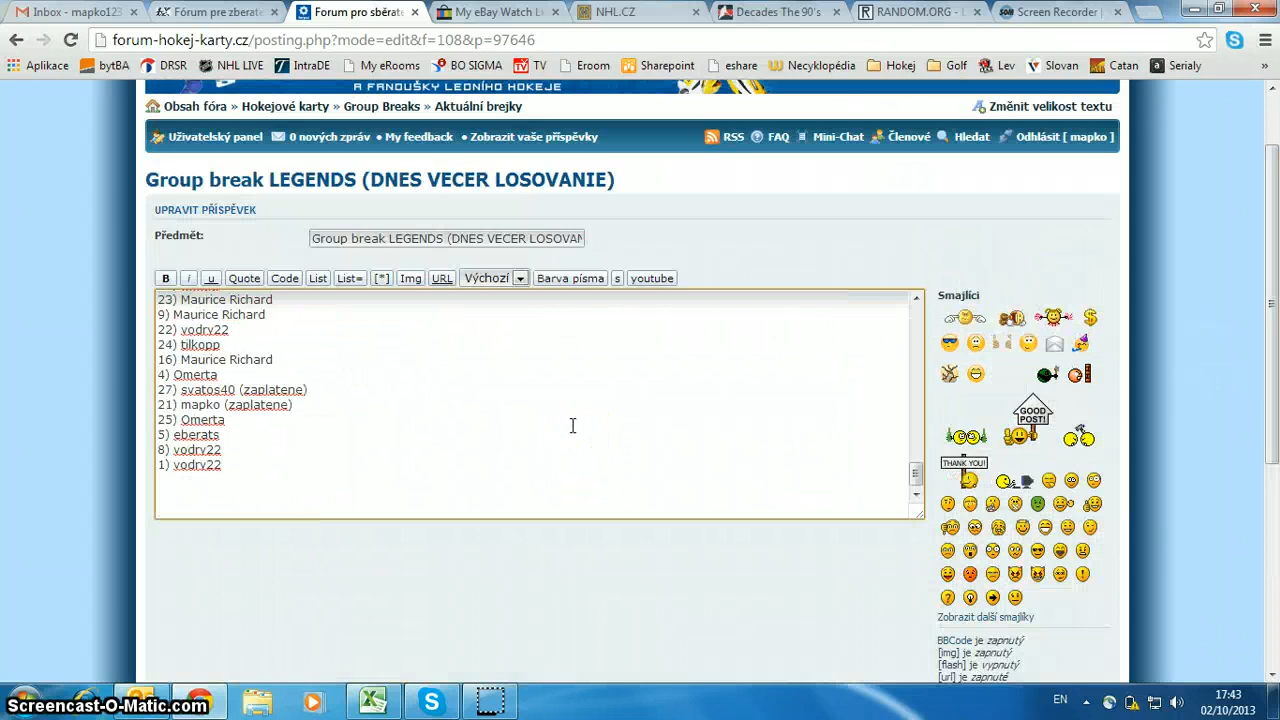 Inbox - mapko123
Fórum pre zberate
Forum pro sběrate
My eBay Watch L
NHL.CZ
Decades The 90's
RANDOM.ORG - L
Screen Recorder |
forum-hokej-karty.cz/posting.php?mode=edit&f=108&p=97646
Aplikace bytBA DRSR NHL LIVE IntraDE My eRooms BO SIGMA TV Eroom Sharepoint eshare Necyklopédia Hokej Golf Lev Slovan Catan Serialy »
A FANOUŠKY LEDNÍHO HOKEJE
Obsah fóra » Hokejové karty » Group Breaks » Aktuální brejky
Změnit velikost textu
Uživatelský panel 0 nových zpráv • My feedback • Zobrazit vaše příspěvky
RSS FAQ Mini-Chat Členové Hledat Odhlásit [ mapko ]
Group break LEGENDS (DNES VECER LOSOVANIE)
UPRAVIT PŘÍSPĚVEK
Předmět: Group break LEGENDS (DNES VECER LOSOVAN
B i u Quote Code List List= [*] Img URL Výchozí Barva písma s youtube
23) Maurice Richard
9) Maurice Richard
22) vodry22
24) tilkopp
16) Maurice Richard
4) Omerta
27) svatos40 (zaplatene)
21) mapko (zaplatene)
25) Omerta
5) eberats
8) vodry22
1) vodry22
Smajlíci
GOOD POST!
THANK YOU!
Zobrazit další smajlíky
BBCode je zapnutý
[img] je zapnutý
[flash] je vypnutý
[url] je zapnuté
EN
17:43
02/10/2013
Screencast-O-Matic.com